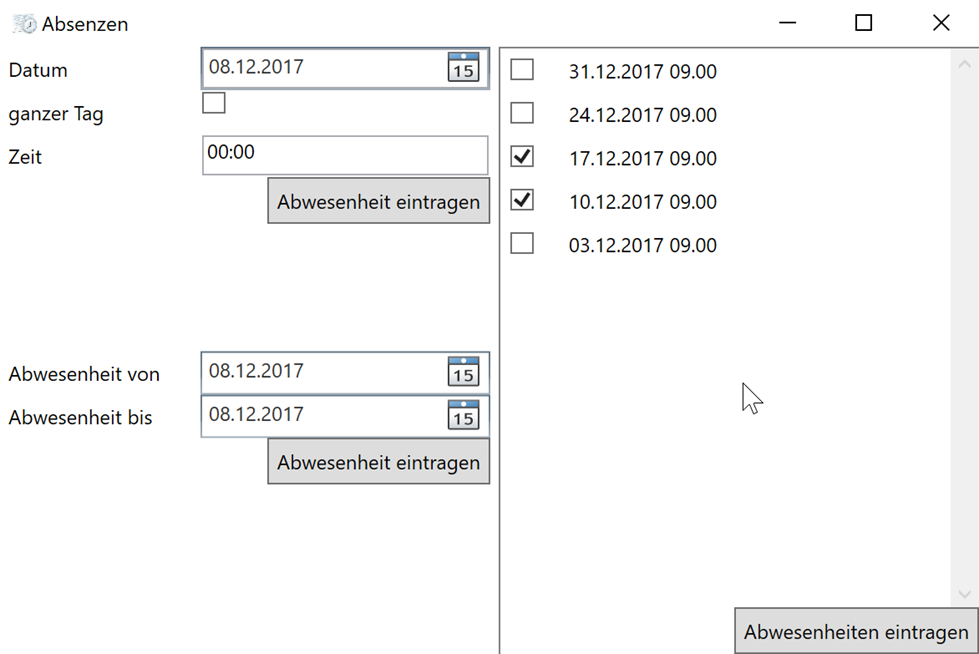 Absenzen
Datum
08.12.2017
15
ganzer Tag
Zeit
00:00
Abwesenheit eintragen
Abwesenheit von
08.12.2017
15
Abwesenheit bis
08.12.2017
15
Abwesenheit eintragen
31.12.2017 09.00
24.12.2017 09.00
17.12.2017 09.00
10.12.2017 09.00
03.12.2017 09.00
Abwesenheiten eintragen